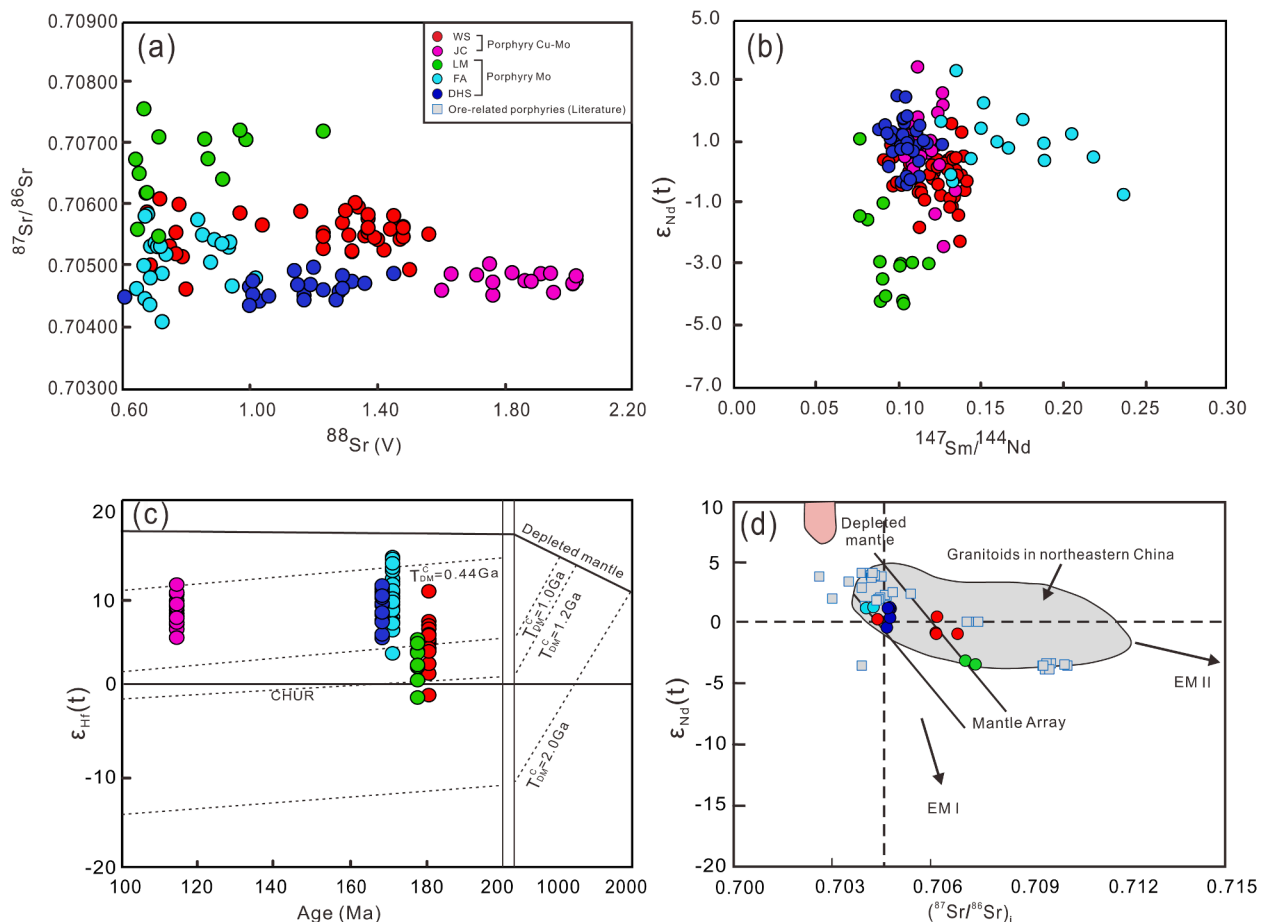 (a)
0.70900
0.70800
0.70700
0.70600
0.70500
0.70400
0.70300
87Sr/86Sr
0.60
1.00
1.40
1.80
2.20
88Sr (V)
WS
JC
Porphyry Cu-Mo
LM
FA
DHS
Porphyry Mo
Ore-related porphyries (Literature)
(b)
5.0
3.0
1.0
-1.0
-3.0
-5.0
-7.0
εNd(t)
0.00
0.05
0.10
0.15
0.20
0.25
0.30
147Sm/144Nd
(c)
20
10
0
-10
-20
εHf(t)
100
120
140
160
180
200
1000
2000
Age (Ma)
Depleted mantle
TCDM=0.44Ga
TCDM=1.0Ga
TCDM=1.2Ga
TCDM=2.0Ga
CHUR
(d)
10
5
0
-5
-10
-15
-20
εNd(t)
0.700
0.703
0.706
0.709
0.712
0.715
(87Sr/86Sr)i
Depleted
mantle
Granitoids in northeastern China
EM II
Mantle Array
EM I